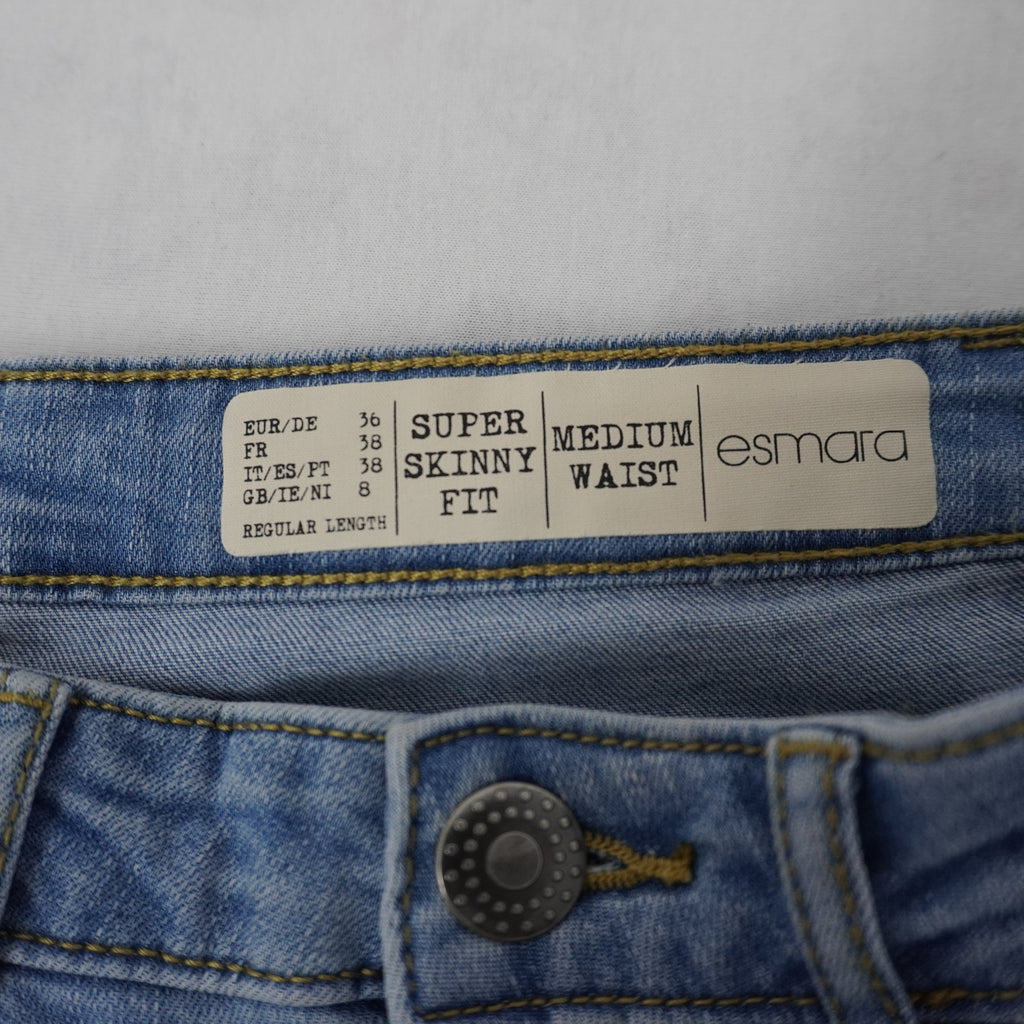 EUR/DE 36
FR 38
IT/ES/PT 38
GB/IE/NI 8
REGULAR LENGTH
SUPER
SKINNY
FIT
MEDIUM
WAIST
esmara